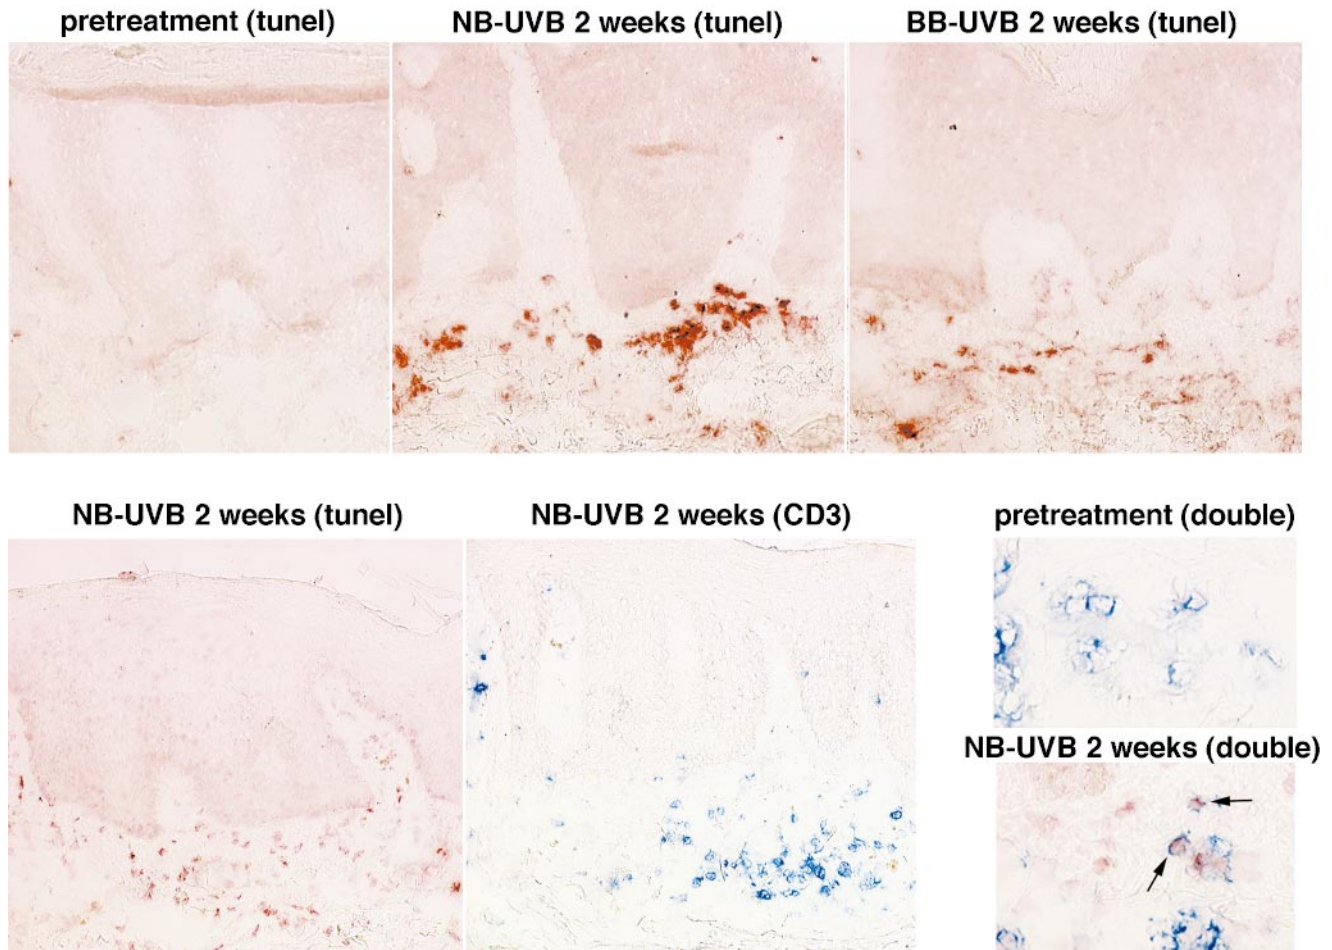 pretreatment (tunel)
NB-UVB 2 weeks (tunel)
BB-UVB 2 weeks (tunel)
NB-UVB 2 weeks (tunel)
NB-UVB 2 weeks (CD3)
pretreatment (double)
NB-UVB 2 weeks (double)